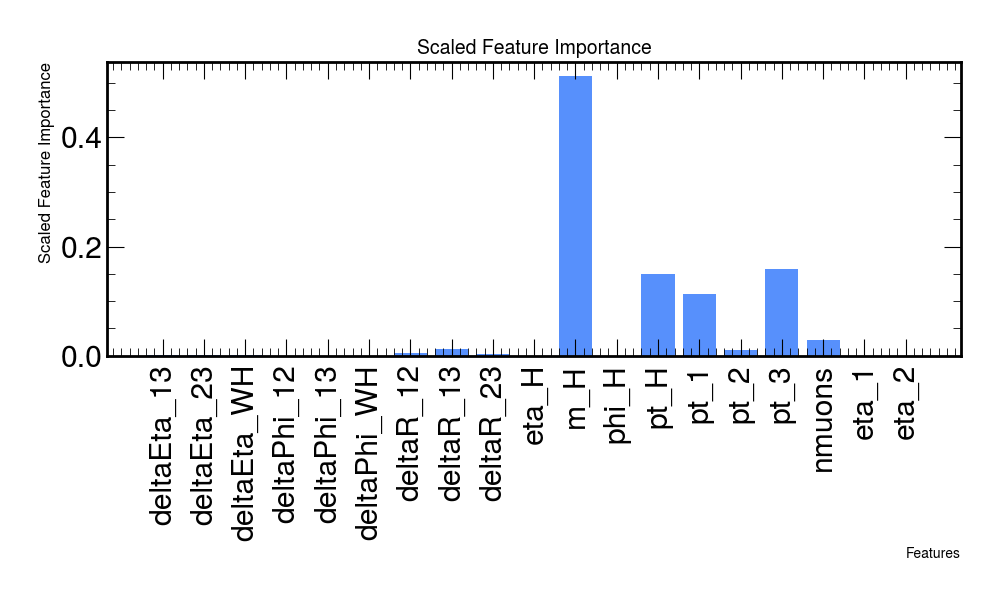 Scaled Feature Importance
Scaled Feature Importance
0.4
0.2
0.0
deltaEta_13
deltaEta_23
deltaEta_WH
deltaPhi_12
deltaPhi_13
deltaPhi_WH
deltaR_12
deltaR_13
deltaR_23
eta_H
m_H
phi_H
pt_H
pt_1
pt_2
pt_3
nmuons
eta_1
eta_2
Features